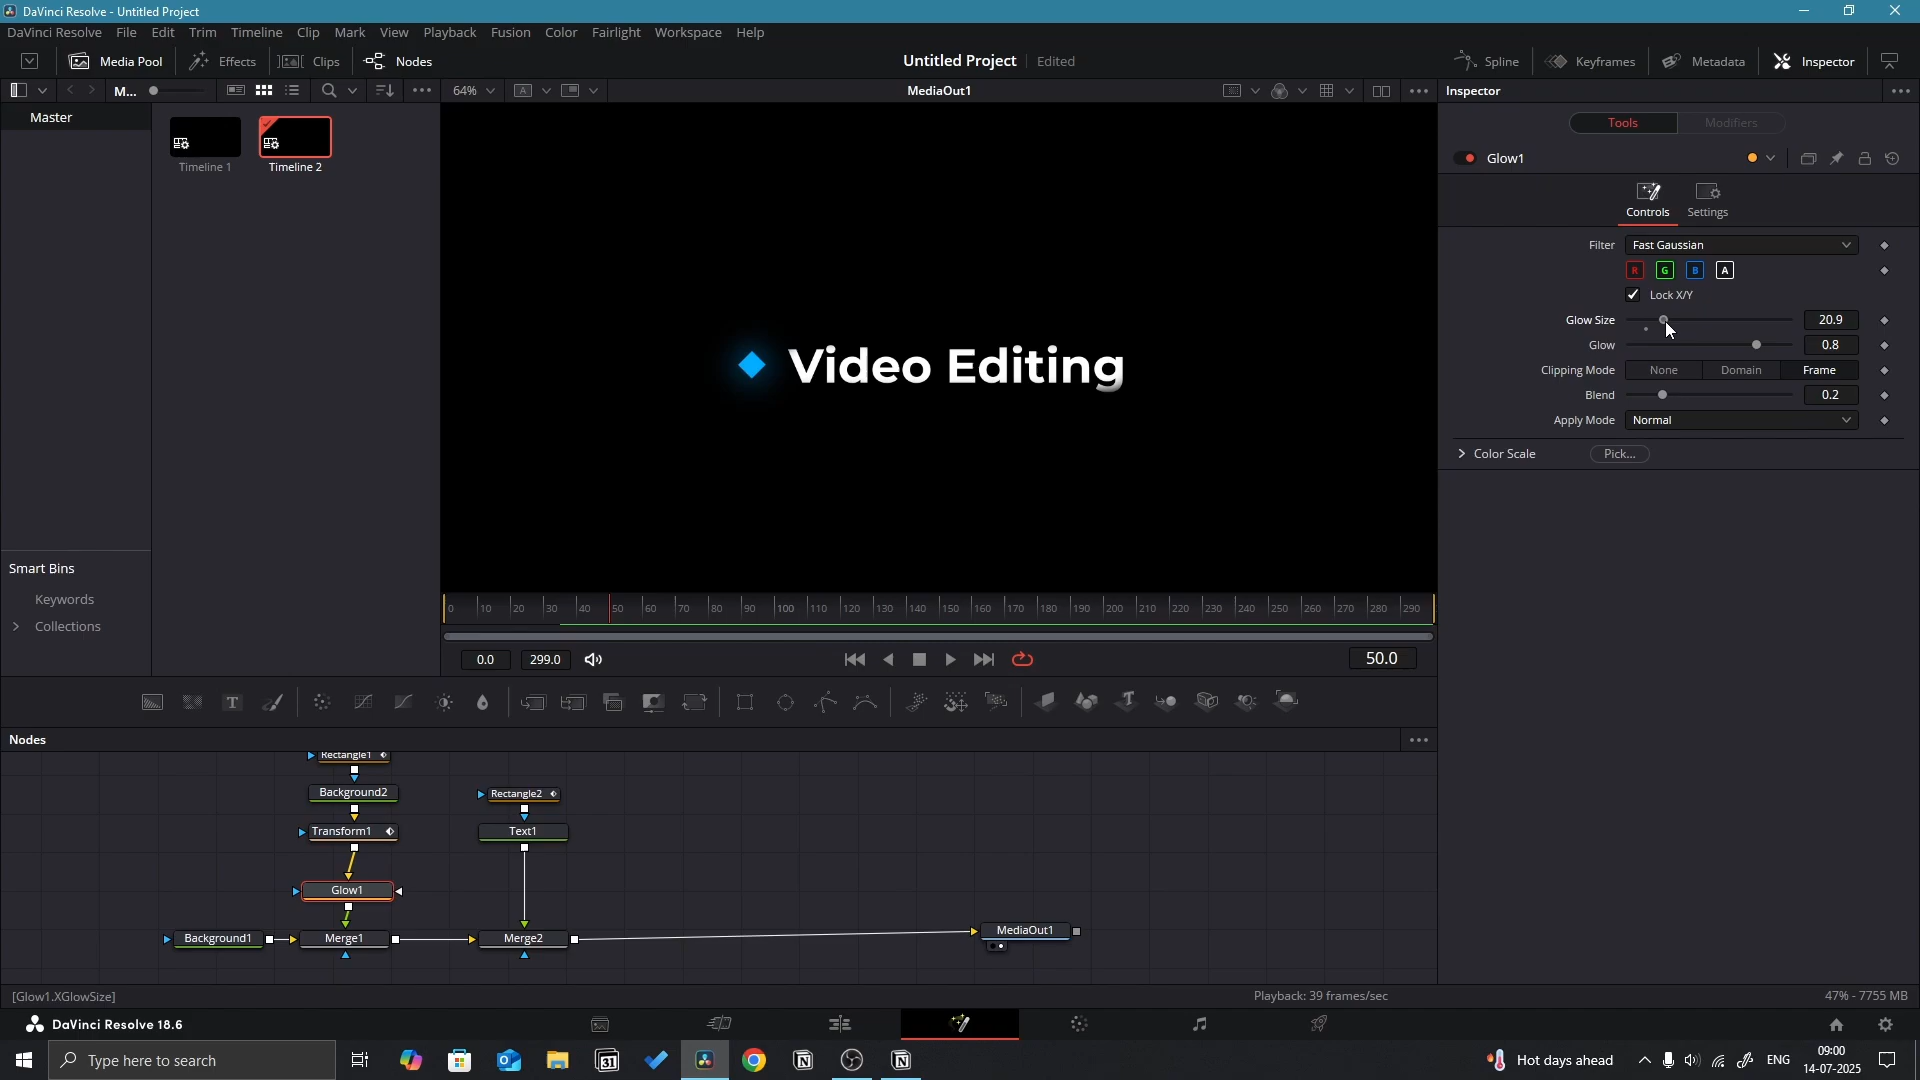 DaVinci Resolve - Untitled Project
DaVinci Resolve File Edit Trim Timeline Clip Mark View Playback Fusion Color Fairlight Workspace Help
Media Pool Effects Clips Nodes Untitled Project Edited Spline Keyframes Metadata Inspector
M... 64% A MediaOut1 Inspector
Master
Timeline 1 Timeline 2
Tools Modifiers
Glow1
Controls Settings
Filter Fast Gaussian
R G B A
Lock X/Y
Glow Size 20.9
Glow 0.8
Clipping Mode None Domain Frame
Blend 0.2
Apply Mode Normal
Color Scale Pick...
Video Editing
Smart Bins
Keywords
Collections
0 10 20 30 40 50 60 70 80 90 100 110 120 130 140 150 160 170 180 190 200 210 220 230 240 250 260 270 280 290
0.0 299.0 50.0
T T
Nodes
Rectangle1
Background2
Rectangle2
Transform1 Text1
Glow1
Background1 Merge1 Merge2 MediaOut1
[Glow1.XGlowSize] Playback: 39 frames/sec 47% - 7755 MB
DaVinci Resolve 18.6
Type here to search 31 Hot days ahead ENG 09:00
14-07-2025